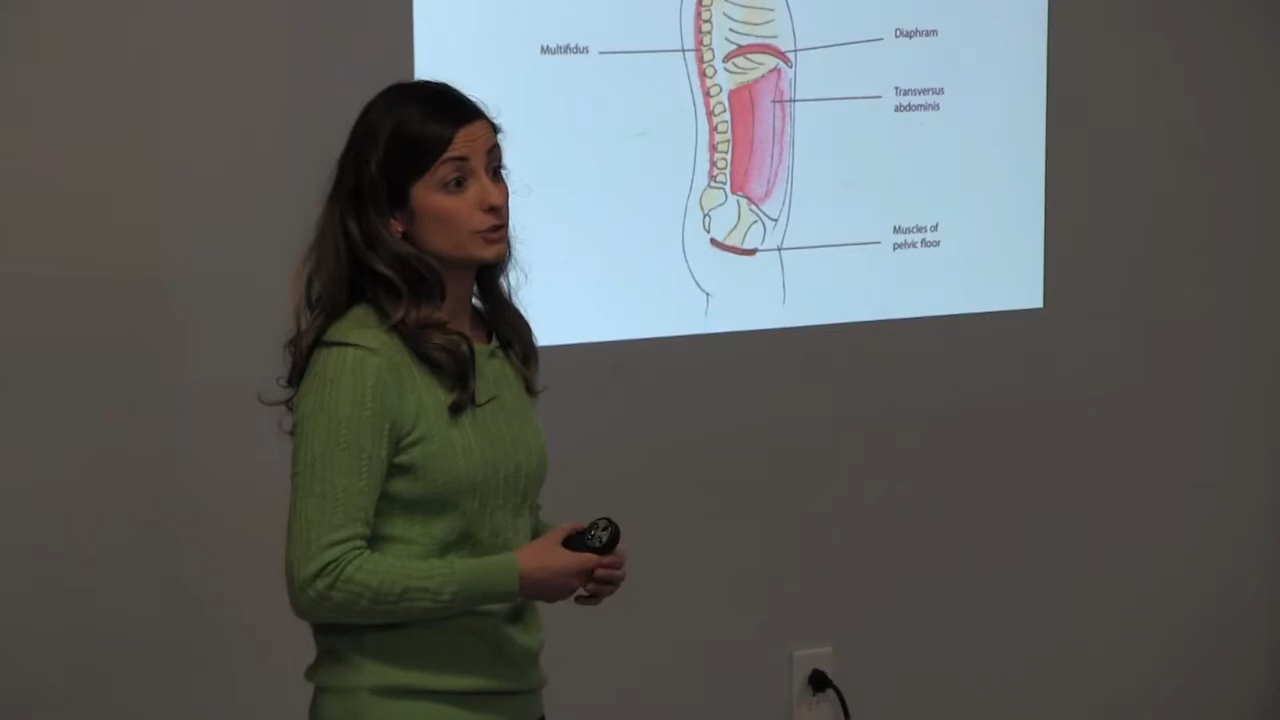 Multifidus
Diaphram
Transversus
abdominis
Muscles of
pelvic floor